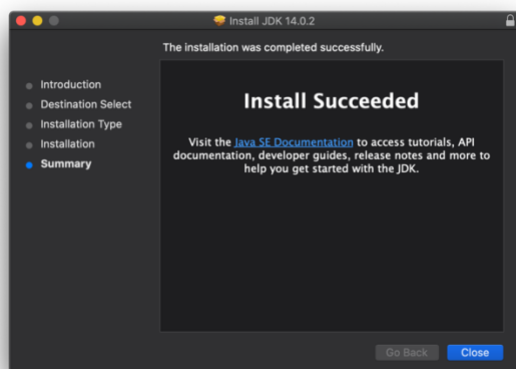 Install JDK 14.0.2
The installation was completed successfully.
Introduction
Destination Select
Installation Type
Installation
Summary
Install Succeeded
Visit the Java SE Documentation to access tutorials, API
documentation, developer guides, release notes and more to
help you get started with the JDK.
Go Back
Close